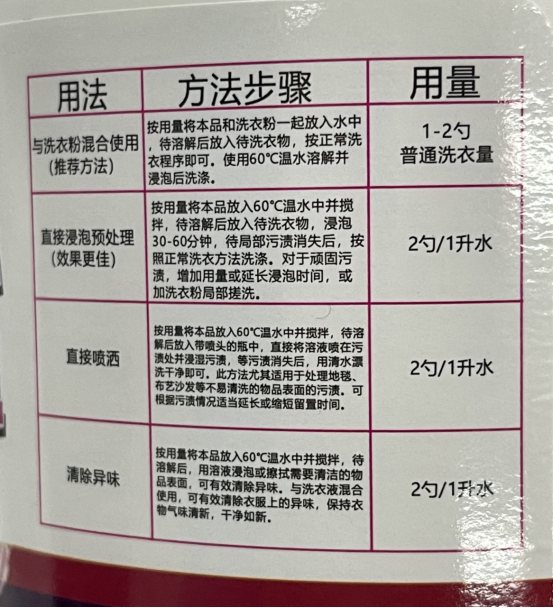 用法
方法步骤
用量
与洗衣粉混合使用
(推荐方法)
按用量将本品和洗衣粉一起放入水中
，待溶解后放入待洗衣物，按正常洗
衣程序即可。使用60℃温水溶解并
浸泡后洗涤。
1-2勺
普通洗衣量
直接浸泡预处理
(效果更佳)
按用量将本品放入60℃温水中并搅
拌，待溶解后放入待洗衣物，浸泡
30-60分钟，待局部污渍消失后，按
照正常洗衣方法洗涤。对于顽固污
渍，增加用量或延长浸泡时间，或
加洗衣粉局部搓洗。
2勺/1升水
直接喷洒
按用量将本品放入60℃温水中并搅拌，待溶
解后放入带喷头的瓶中，直接将溶液喷在污
渍处并浸湿污渍，等污渍消失后，用清水漂
洗干净即可。此方法尤其适用于处理地毯、
布艺沙发等不易清洗的物品表面的污渍。可
根据污渍情况适当延长或缩短留置时间。
2勺/1升水
清除异味
按用量将本品放入60℃温水中并搅拌，待
溶解后，用溶液浸泡或擦拭需要清洁的物
品表面，可有效清除异味。与洗衣液混合
使用，可有效清除衣服上的异味，保持衣
物气味清新，干净如新。
2勺/1升水